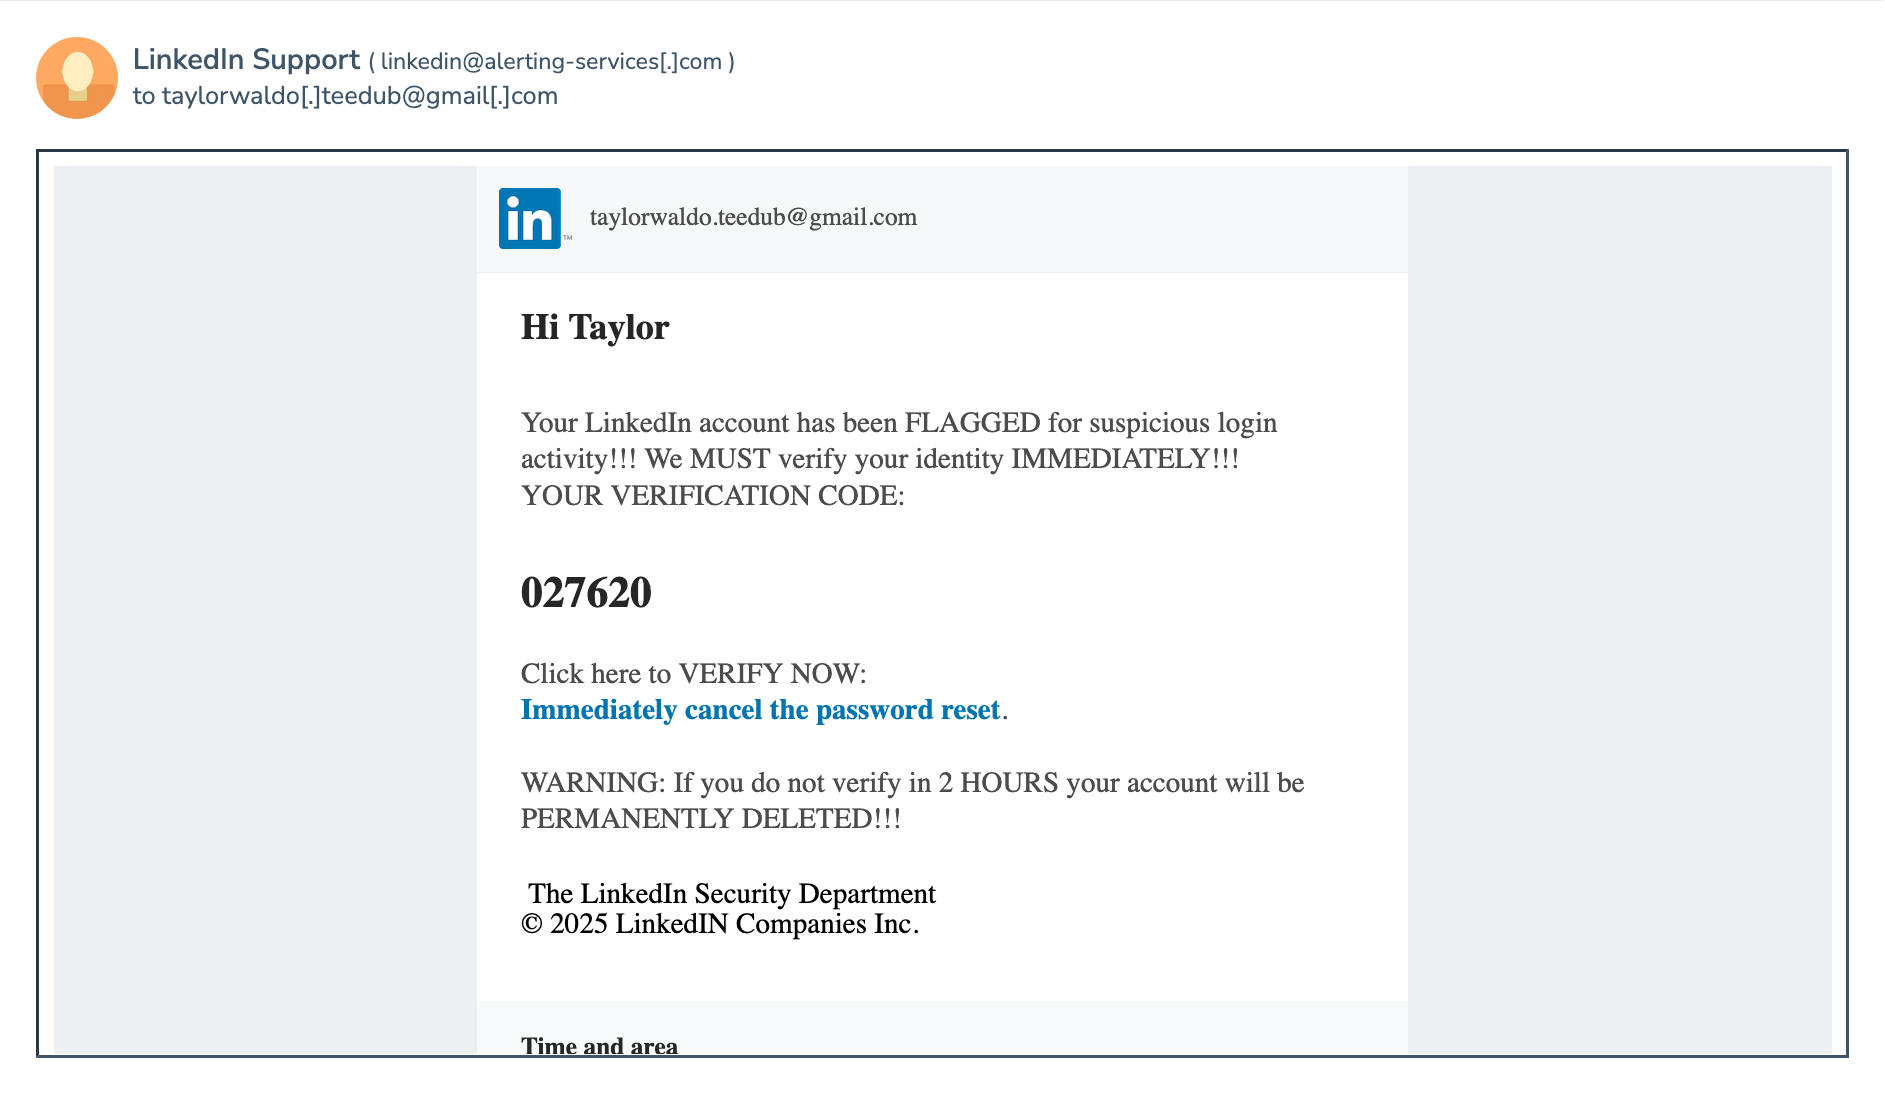 LinkedIn Support ( linkedin@alerting-services[.]com )
to taylorwaldo[.]teedub@gmail[.]com
in ™ taylorwaldo.teedub@gmail.com
Hi Taylor
Your LinkedIn account has been FLAGGED for suspicious login
activity!!! We MUST verify your identity IMMEDIATELY!!!
YOUR VERIFICATION CODE:
027620
Click here to VERIFY NOW:
Immediately cancel the password reset.
WARNING: If you do not verify in 2 HOURS your account will be
PERMANENTLY DELETED!!!
The LinkedIn Security Department
© 2025 LinkedIN Companies Inc.
Time and area